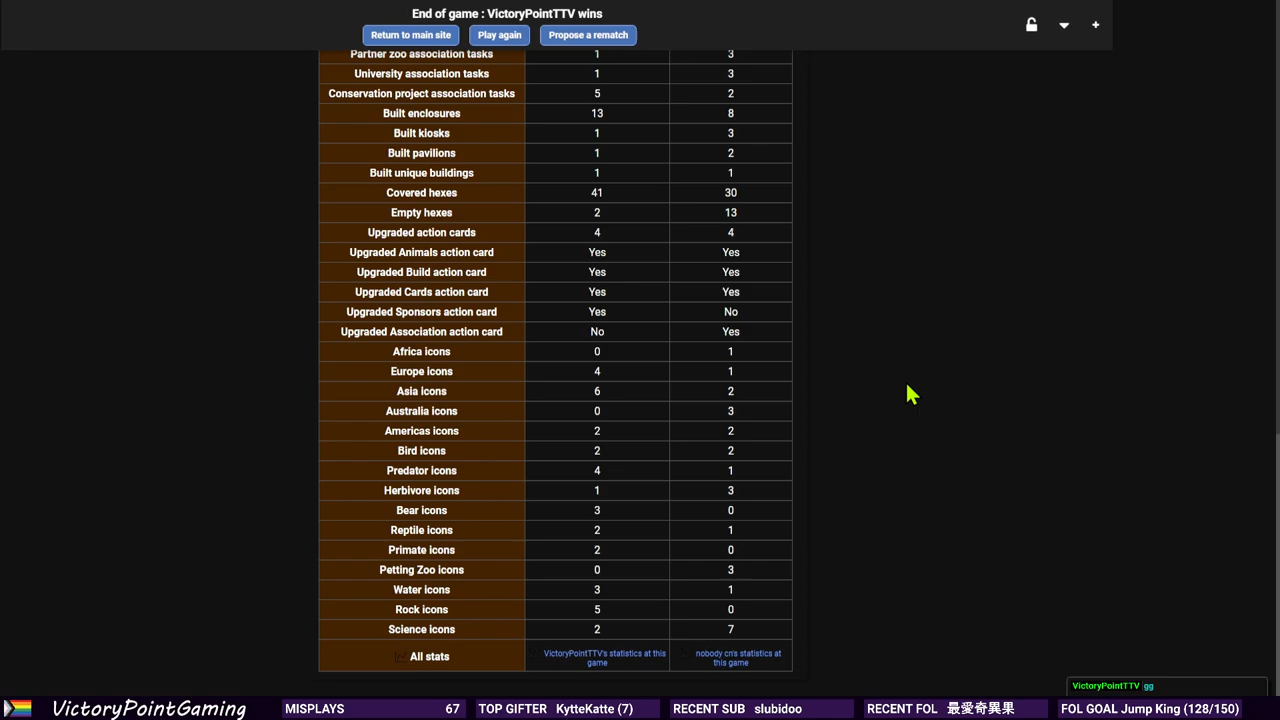 End of game : VictoryPointTTV wins
Return to main site Play again Propose a rematch
Partner zoo association tasks 1 3
University association tasks 1 3
Conservation project association tasks 5 2
Built enclosures 13 8
Built kiosks 1 3
Built pavilions 1 2
Built unique buildings 1 1
Covered hexes 41 30
Empty hexes 2 13
Upgraded action cards 4 4
Upgraded Animals action card Yes Yes
Upgraded Build action card Yes Yes
Upgraded Cards action card Yes Yes
Upgraded Sponsors action card Yes No
Upgraded Association action card No Yes
Africa icons 0 1
Europe icons 4 1
Asia icons 6 2
Australia icons 0 3
Americas icons 2 2
Bird icons 2 2
Predator icons 4 1
Herbivore icons 1 3
Bear icons 3 0
Reptile icons 2 1
Primate icons 2 0
Petting Zoo icons 0 3
Water icons 3 1
Rock icons 5 0
Science icons 2 7
All stats VictoryPointTTV's statistics at this game nobody cn's statistics at this game
VictoryPointTTV gg
VictoryPointGaming MISPLAYS 67 TOP GIFTER KytteKatte (7) RECENT SUB slubidoo RECENT FOL 最愛奇異果 FOL GOAL Jump King (128/150)